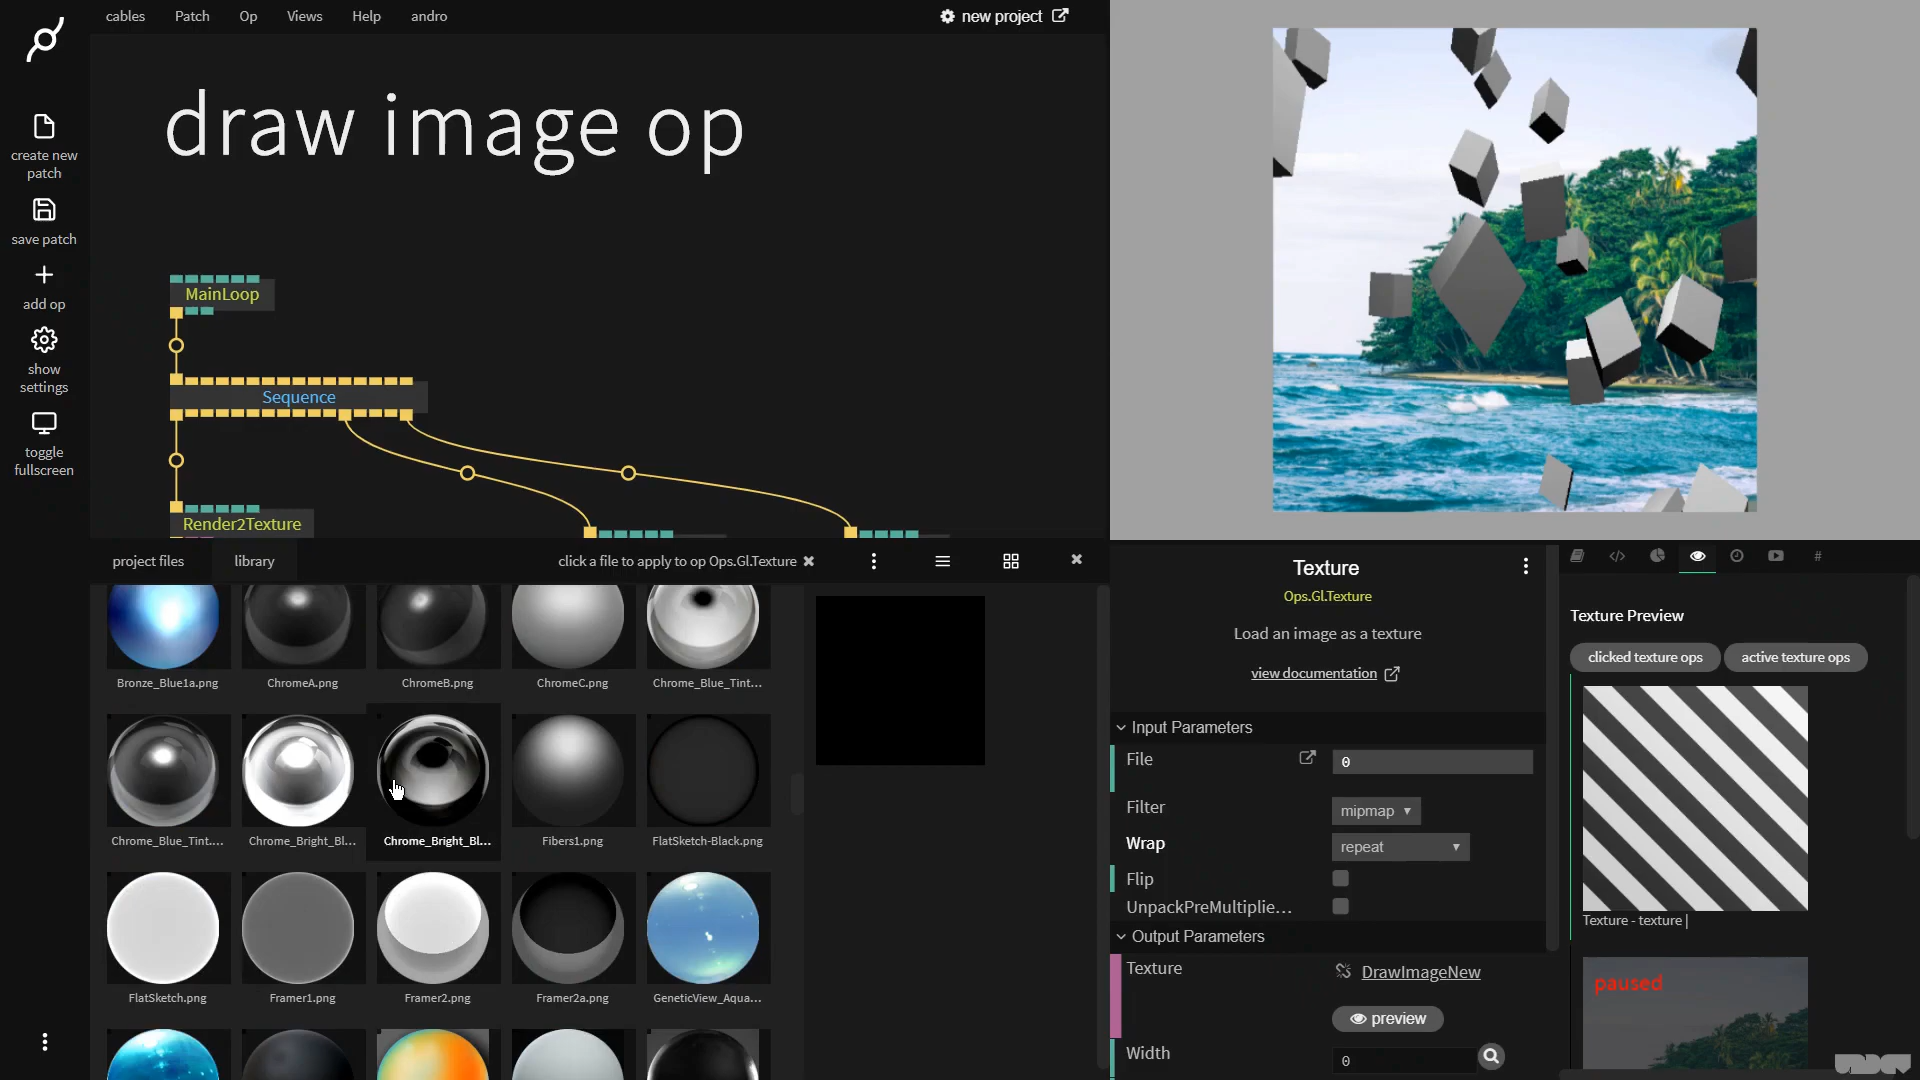 cables Patch Op Views Help andro
new project
draw image op
create new
patch
save patch
add op
show
settings
toggle
fullscreen
MainLoop
Sequence
Render2Texture
project files library click a file to apply to op Ops.Gl.Texture
Bronze_Blue1a.png ChromeA.png ChromeB.png ChromeC.png Chrome_Blue_Tint...
Chrome_Blue_Tint.... Chrome_Bright_Bl... Chrome_Bright_Bl... Fibers1.png FlatSketch-Black.png
FlatSketch.png Framer1.png Framer2.png Framer2a.png GeneticView_Aqua...
Texture
Ops.Gl.Texture
Load an image as a texture
view documentation
Input Parameters
File 0
Filter mipmap
Wrap repeat
Flip
UnpackPreMultiplie...
Output Parameters
Texture DrawImageNew
preview
Width 0
#
Texture Preview
clicked texture ops active texture ops
Texture - texture |
paused